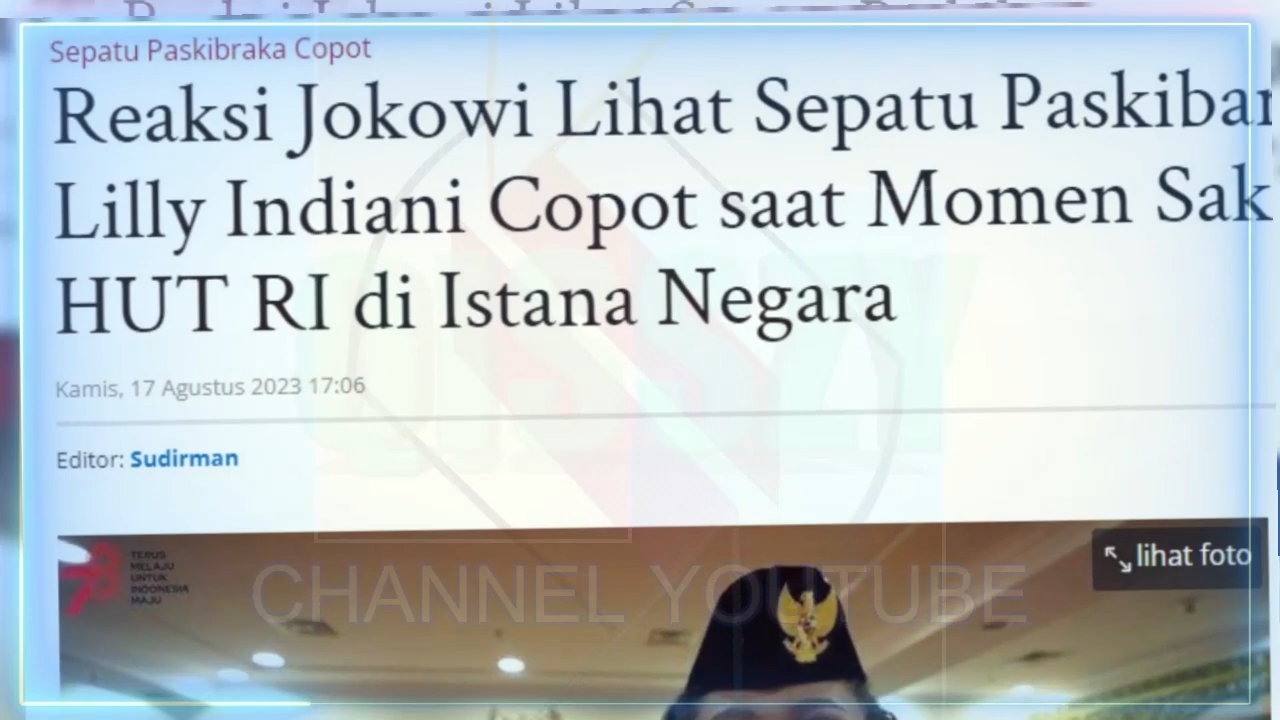 Sepatu Paskibraka Copot
Reaksi Jokowi Lihat Sepatu Paskibar
Lilly Indiani Copot saat Momen Sak
HUT RI di Istana Negara
Kamis, 17 Agustus 2023 17:06
Editor: Sudirman
lihat foto
78
TERUS
MELAJU
UNTUK
INDONESIA
MAJU
CHANNEL YOUTUBE